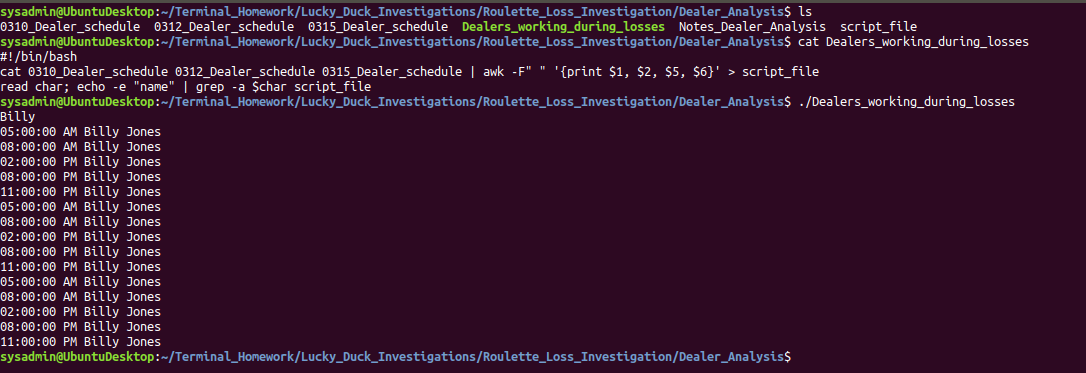 sysadmin@UbuntuDesktop:~/Terminal_Homework/Lucky_Duck_Investigations/Roulette_Loss_Investigation/Dealer_Analysis$ ls
0310_Dealer_schedule  0312_Dealer_schedule  0315_Dealer_schedule  Dealers_working_during_losses  Notes_Dealer_Analysis  script_file
sysadmin@UbuntuDesktop:~/Terminal_Homework/Lucky_Duck_Investigations/Roulette_Loss_Investigation/Dealer_Analysis$ cat Dealers_working_during_losses
#!/bin/bash
cat 0310_Dealer_schedule 0312_Dealer_schedule 0315_Dealer_schedule | awk -F" " '{print $1, $2, $5, $6}' > script_file
read char; echo -e "name" | grep -a $char script_file
sysadmin@UbuntuDesktop:~/Terminal_Homework/Lucky_Duck_Investigations/Roulette_Loss_Investigation/Dealer_Analysis$ ./Dealers_working_during_losses
Billy
05:00:00 AM Billy Jones
08:00:00 AM Billy Jones
02:00:00 PM Billy Jones
08:00:00 PM Billy Jones
11:00:00 PM Billy Jones
05:00:00 AM Billy Jones
08:00:00 AM Billy Jones
02:00:00 PM Billy Jones
08:00:00 PM Billy Jones
11:00:00 PM Billy Jones
05:00:00 AM Billy Jones
08:00:00 AM Billy Jones
02:00:00 PM Billy Jones
08:00:00 PM Billy Jones
11:00:00 PM Billy Jones
sysadmin@UbuntuDesktop:~/Terminal_Homework/Lucky_Duck_Investigations/Roulette_Loss_Investigation/Dealer_Analysis$